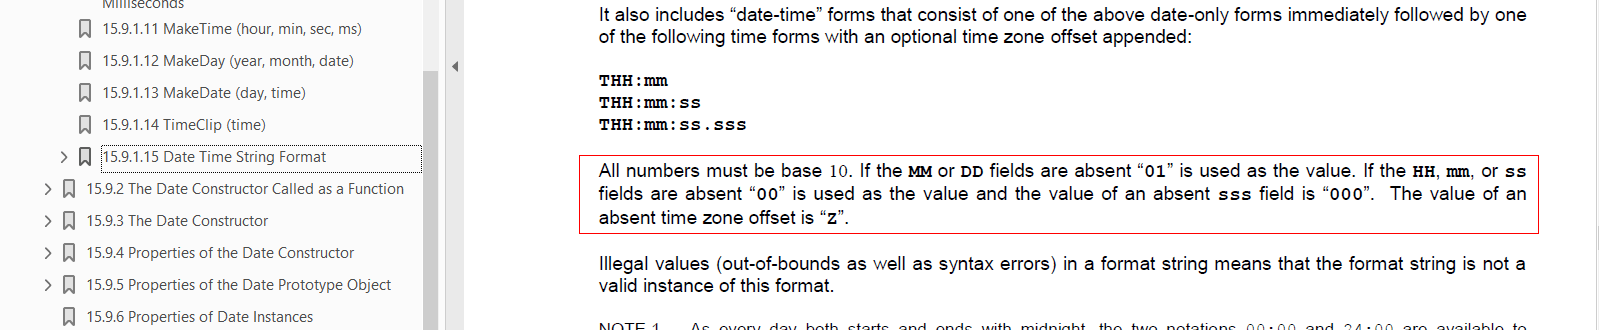 Milliseconds
15.9.1.11 MakeTime (hour, min, sec, ms)
15.9.1.12 MakeDay (year, month, date)
15.9.1.13 MakeDate (day, time)
15.9.1.14 TimeClip (time)
15.9.1.15 Date Time String Format
15.9.2 The Date Constructor Called as a Function
15.9.3 The Date Constructor
15.9.4 Properties of the Date Constructor
15.9.5 Properties of the Date Prototype Object
15.9.6 Properties of Date Instances
It also includes “date-time” forms that consist of one of the above date-only forms immediately followed by one
of the following time forms with an optional time zone offset appended:
THH:mm
THH:mm:ss
THH:mm:ss.sss
All numbers must be base 10. If the MM or DD fields are absent “01” is used as the value. If the HH, mm, or ss
fields are absent “00” is used as the value and the value of an absent sss field is “000”. The value of an
absent time zone offset is “Z”.
Illegal values (out-of-bounds as well as syntax errors) in a format string means that the format string is not a
valid instance of this format.
NOTE 1 As every day both starts and ends with midnight, the two notations 00:00 and 24:00 are available to